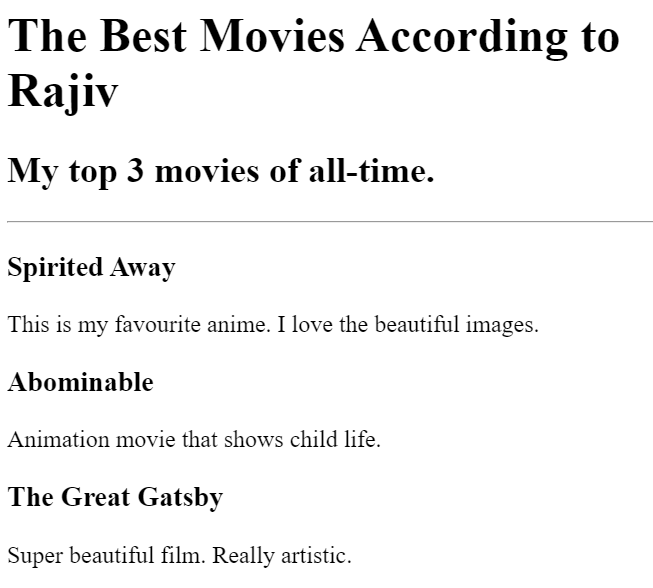 The Best Movies According to
Rajiv
My top 3 movies of all-time.
Spirited Away
This is my favourite anime. I love the beautiful images.
Abominable
Animation movie that shows child life.
The Great Gatsby
Super beautiful film. Really artistic.